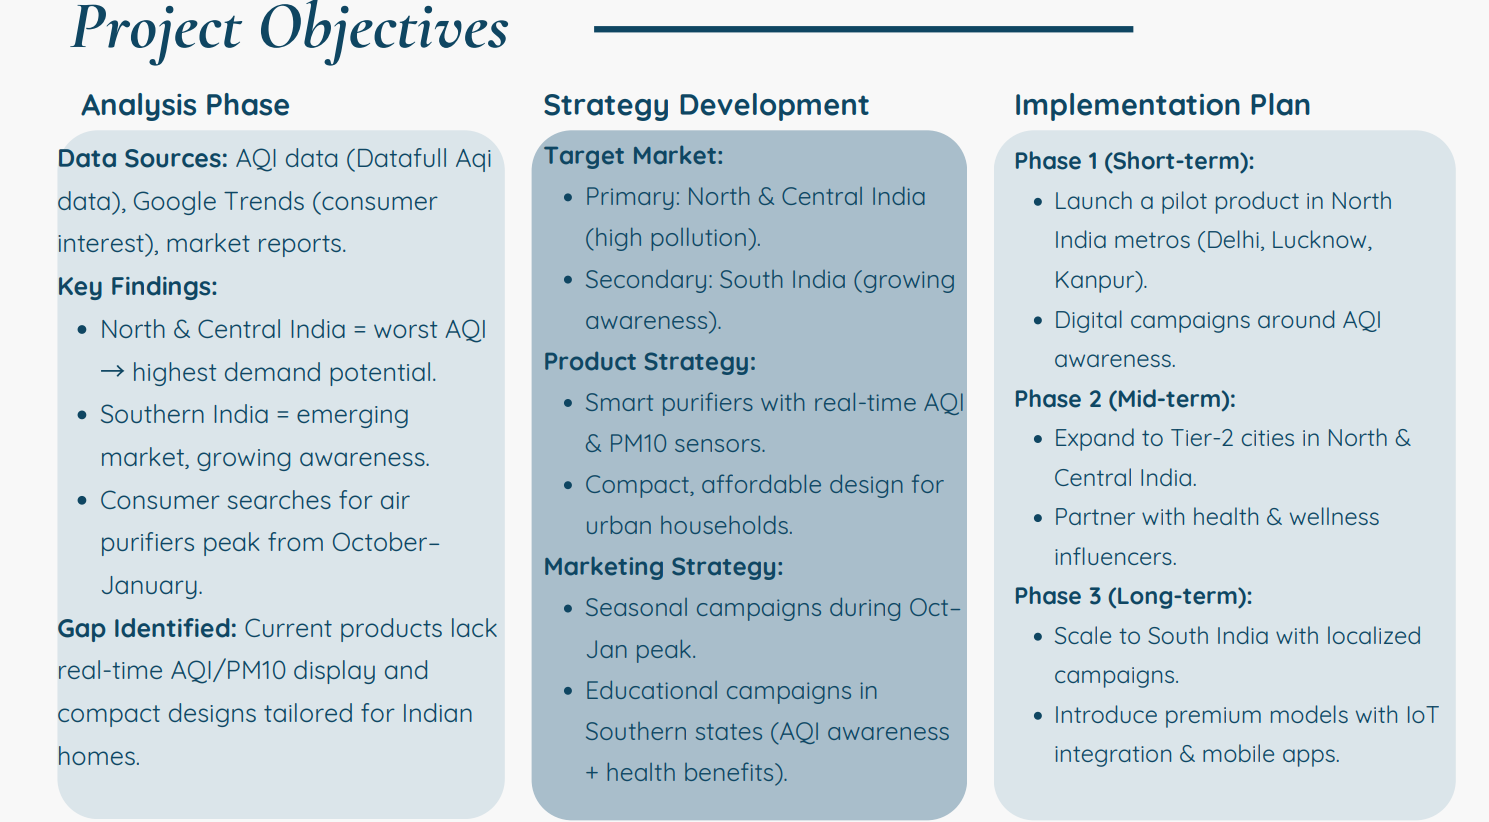 Project Objectives
Analysis Phase
Data Sources: AQI data (Datafull Aqi
data), Google Trends (consumer
interest), market reports.
Key Findings:
• North & Central India = worst AQI
→ highest demand potential.
• Southern India = emerging
market, growing awareness.
• Consumer searches for air
purifiers peak from October–
January.
Gap Identified: Current products lack
real-time AQI/PM10 display and
compact designs tailored for Indian
homes.
Strategy Development
Target Market:
• Primary: North & Central India
(high pollution).
• Secondary: South India (growing
awareness).
Product Strategy:
• Smart purifiers with real-time AQI
& PM10 sensors.
• Compact, affordable design for
urban households.
Marketing Strategy:
• Seasonal campaigns during Oct–
Jan peak.
• Educational campaigns in
Southern states (AQI awareness
+ health benefits).
Implementation Plan
Phase 1 (Short-term):
• Launch a pilot product in North
India metros (Delhi, Lucknow,
Kanpur).
• Digital campaigns around AQI
awareness.
Phase 2 (Mid-term):
• Expand to Tier-2 cities in North &
Central India.
• Partner with health & wellness
influencers.
Phase 3 (Long-term):
• Scale to South India with localized
campaigns.
• Introduce premium models with IoT
integration & mobile apps.